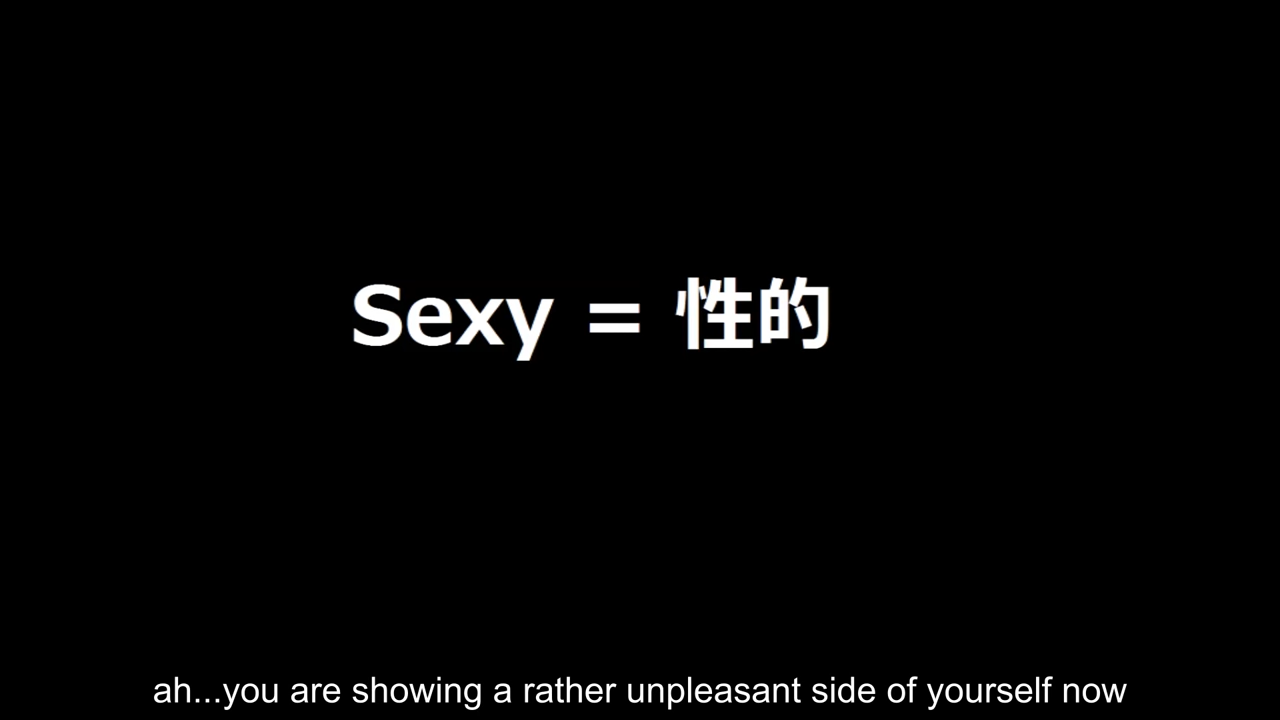 Sexy = 性的
ah...you are showing a rather unpleasant side of yourself now